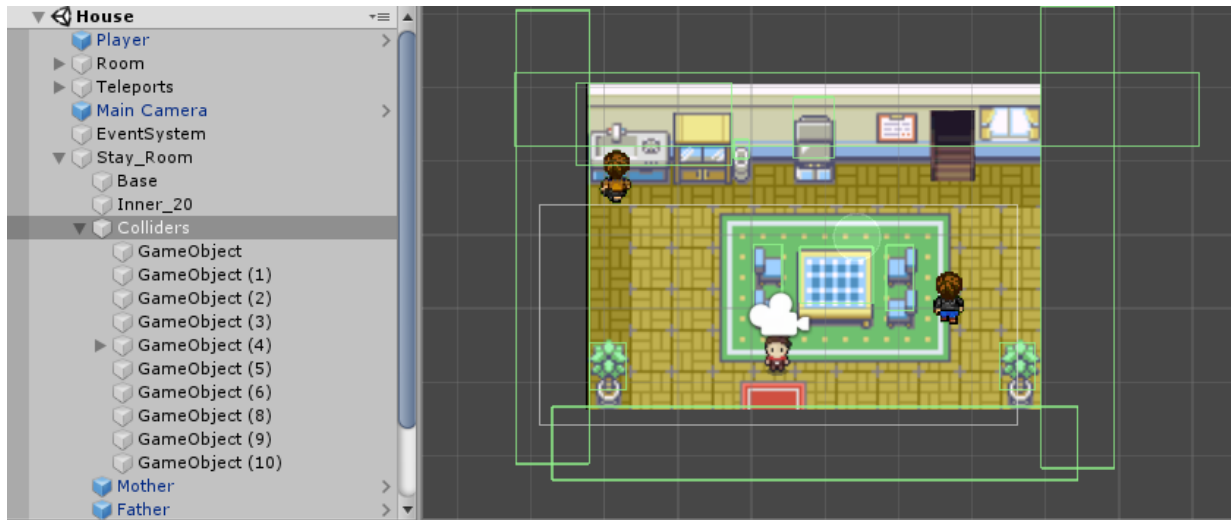 House
Player
Room
Teleports
Main Camera
EventSystem
Stay_Room
Base
Inner_20
Colliders
GameObject
GameObject (1)
GameObject (2)
GameObject (3)
GameObject (4)
GameObject (5)
GameObject (6)
GameObject (8)
GameObject (9)
GameObject (10)
Mother
Father